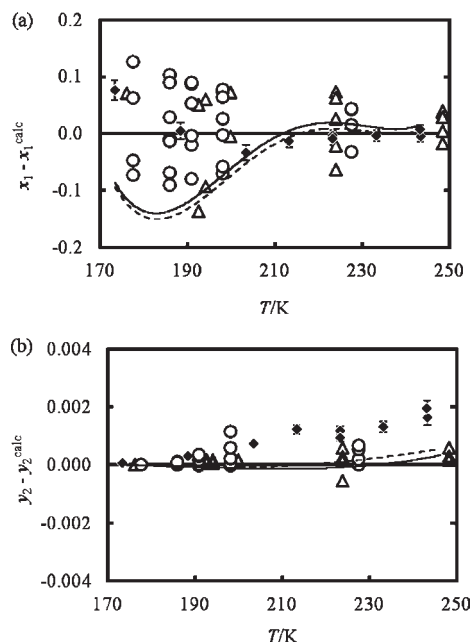 (a)
0.2
0.1
0.0
-0.1
-0.2
x₁ - x₁ᶜᵃˡᶜ
170 190 210 230 250
T/K
(b)
0.004
0.002
0.000
-0.002
-0.004
y₂ - y₂ᶜᵃˡᶜ
170 190 210 230 250
T/K